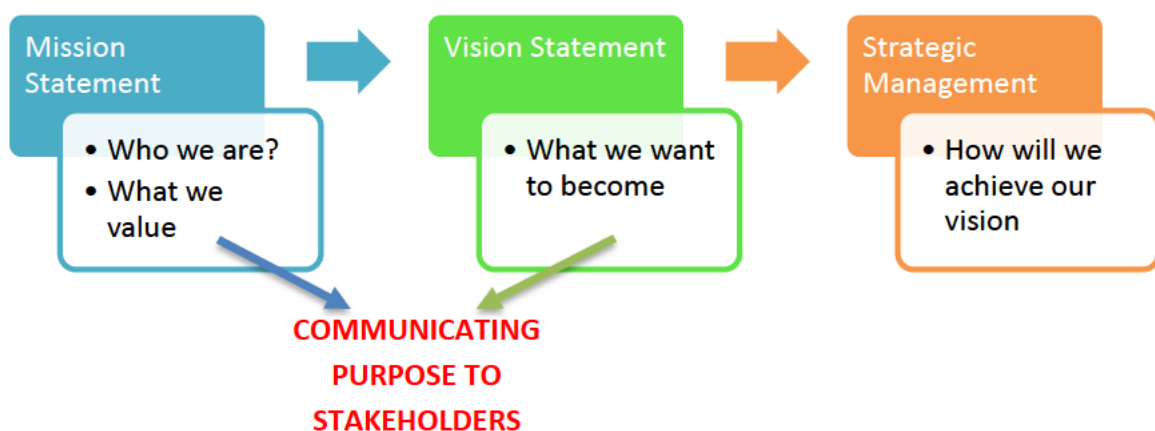 Mission
Statement
• Who we are?
• What we
value
Vision Statement
• What we want
to become
Strategic
Management
• How will we
achieve our
vision
COMMUNICATING
PURPOSE TO
STAKEHOLDERS